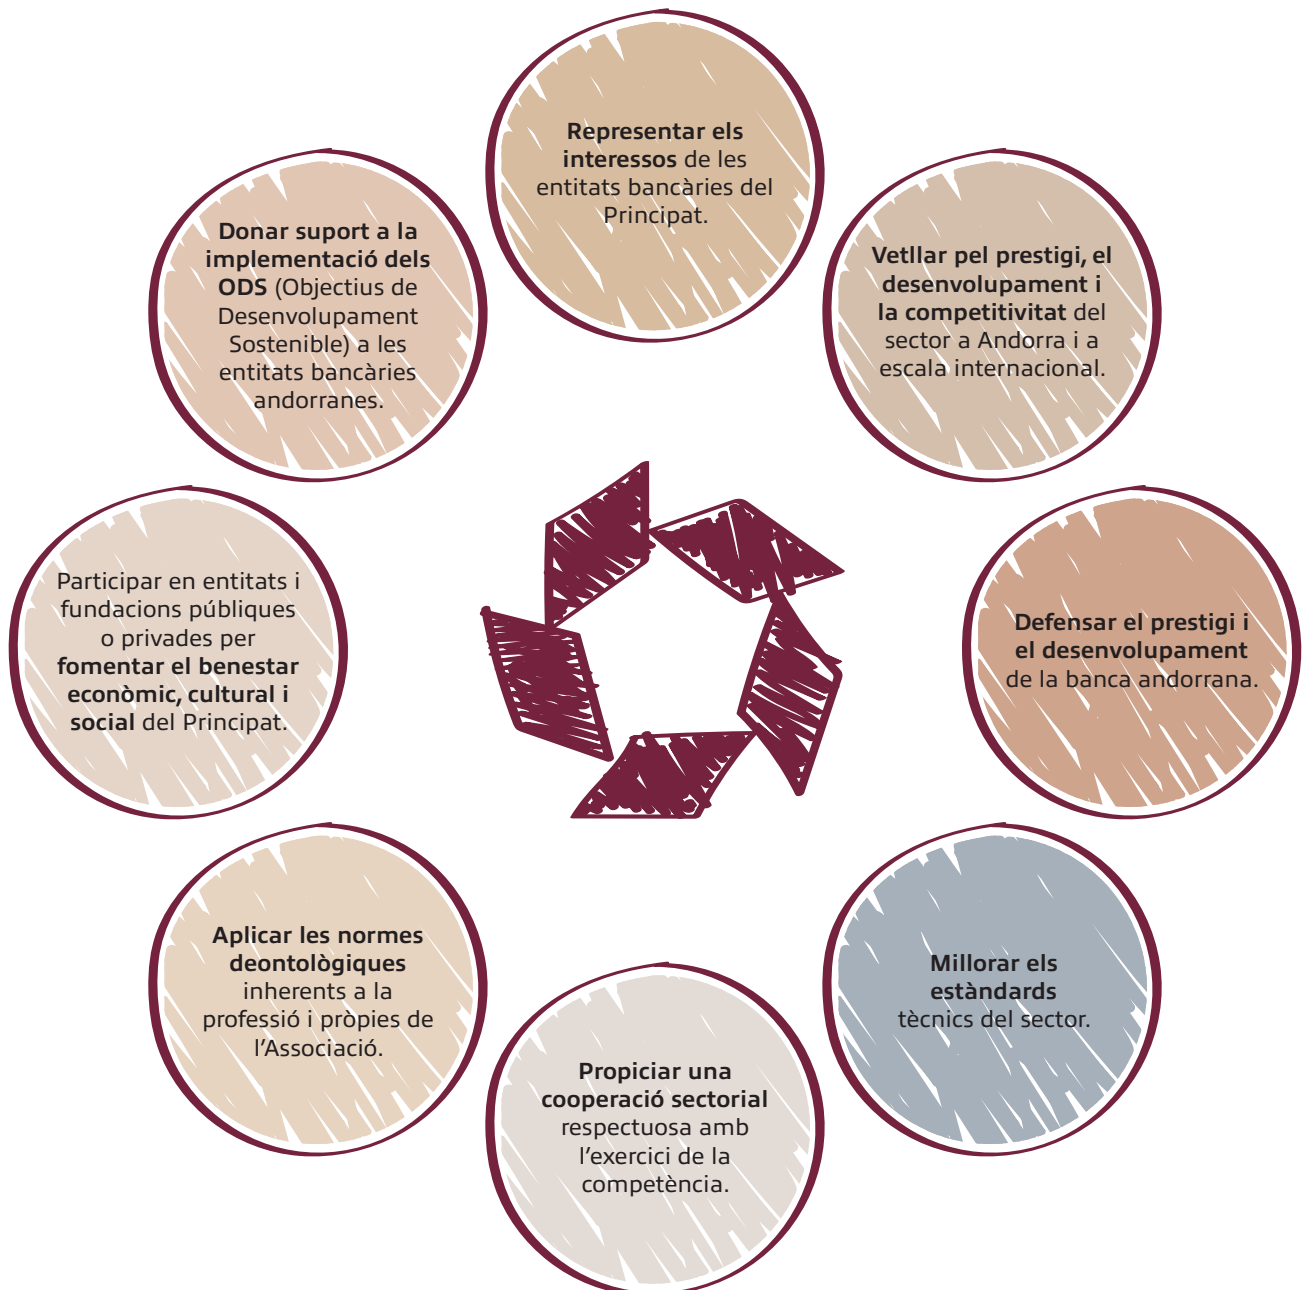 Representar els
interessos de les
entitats bancàries del
Principat.
Vetllar pel prestigi, el
desenvolupament i
la competitivitat del
sector a Andorra i a
escala internacional.
Defensar el prestigi i
el desenvolupament
de la banca andorrana.
Millorar els
estàndards
tècnics del sector.
Propiciar una
cooperació sectorial
respectuosa amb
l’exercici de la
competència.
Aplicar les normes
deontològiques
inherents a la
professió i pròpies de
l’Associació.
Participar en entitats i
fundacions públiques
o privades per
fomentar el benestar
econòmic, cultural i
social del Principat.
Donar suport a la
implementació dels
ODS (Objectius de
Desenvolupament
Sostenible) a les
entitats bancàries
andorranes.